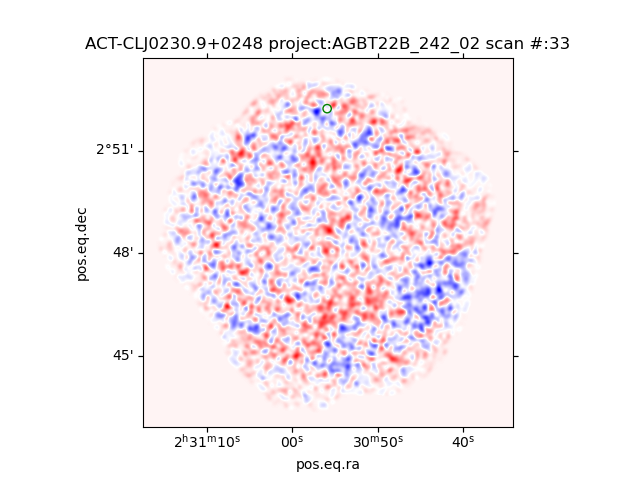 ACT-CLJ0230.9+0248 project:AGBT22B_242_02 scan #:33
2°51'
48'
45'
pos.eq.dec
2ʰ31ᵐ10ˢ 00ˢ 30ᵐ50ˢ 40ˢ
pos.eq.ra